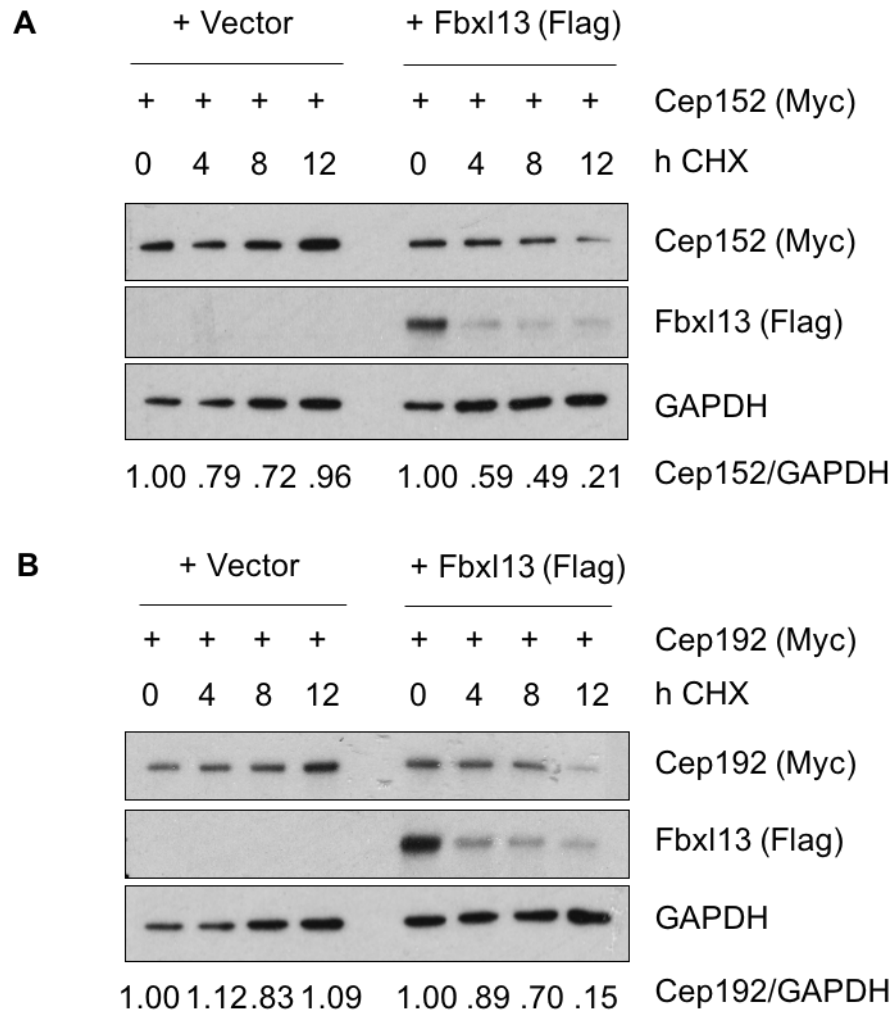 A
+ Vector + Fbxl13 (Flag)
+ + + + + + + + Cep152 (Myc)
0 4 8 12 0 4 8 12 h CHX
Cep152 (Myc)
Fbxl13 (Flag)
GAPDH
1.00 .79 .72 .96 1.00 .59 .49 .21 Cep152/GAPDH
B
+ Vector + Fbxl13 (Flag)
+ + + + + + + + Cep192 (Myc)
0 4 8 12 0 4 8 12 h CHX
Cep192 (Myc)
Fbxl13 (Flag)
GAPDH
1.00 1.12 .83 1.09 1.00 .89 .70 .15 Cep192/GAPDH